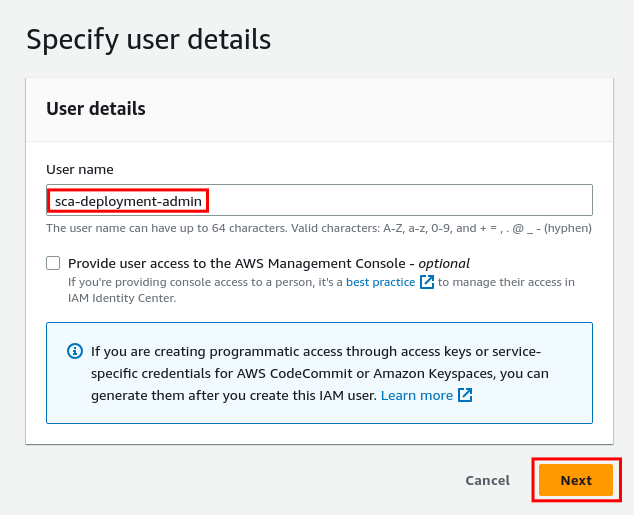 Specify user details
User details
User name
sca-deployment-admin
The user name can have up to 64 characters. Valid characters: A-Z, a-z, 0-9, and + = , . @ _ - (hyphen)
Provide user access to the AWS Management Console - optional
If you're providing console access to a person, it's a best practice to manage their access in
IAM Identity Center.
If you are creating programmatic access through access keys or service-
specific credentials for AWS CodeCommit or Amazon Keyspaces, you can
generate them after you create this IAM user. Learn more
Cancel Next